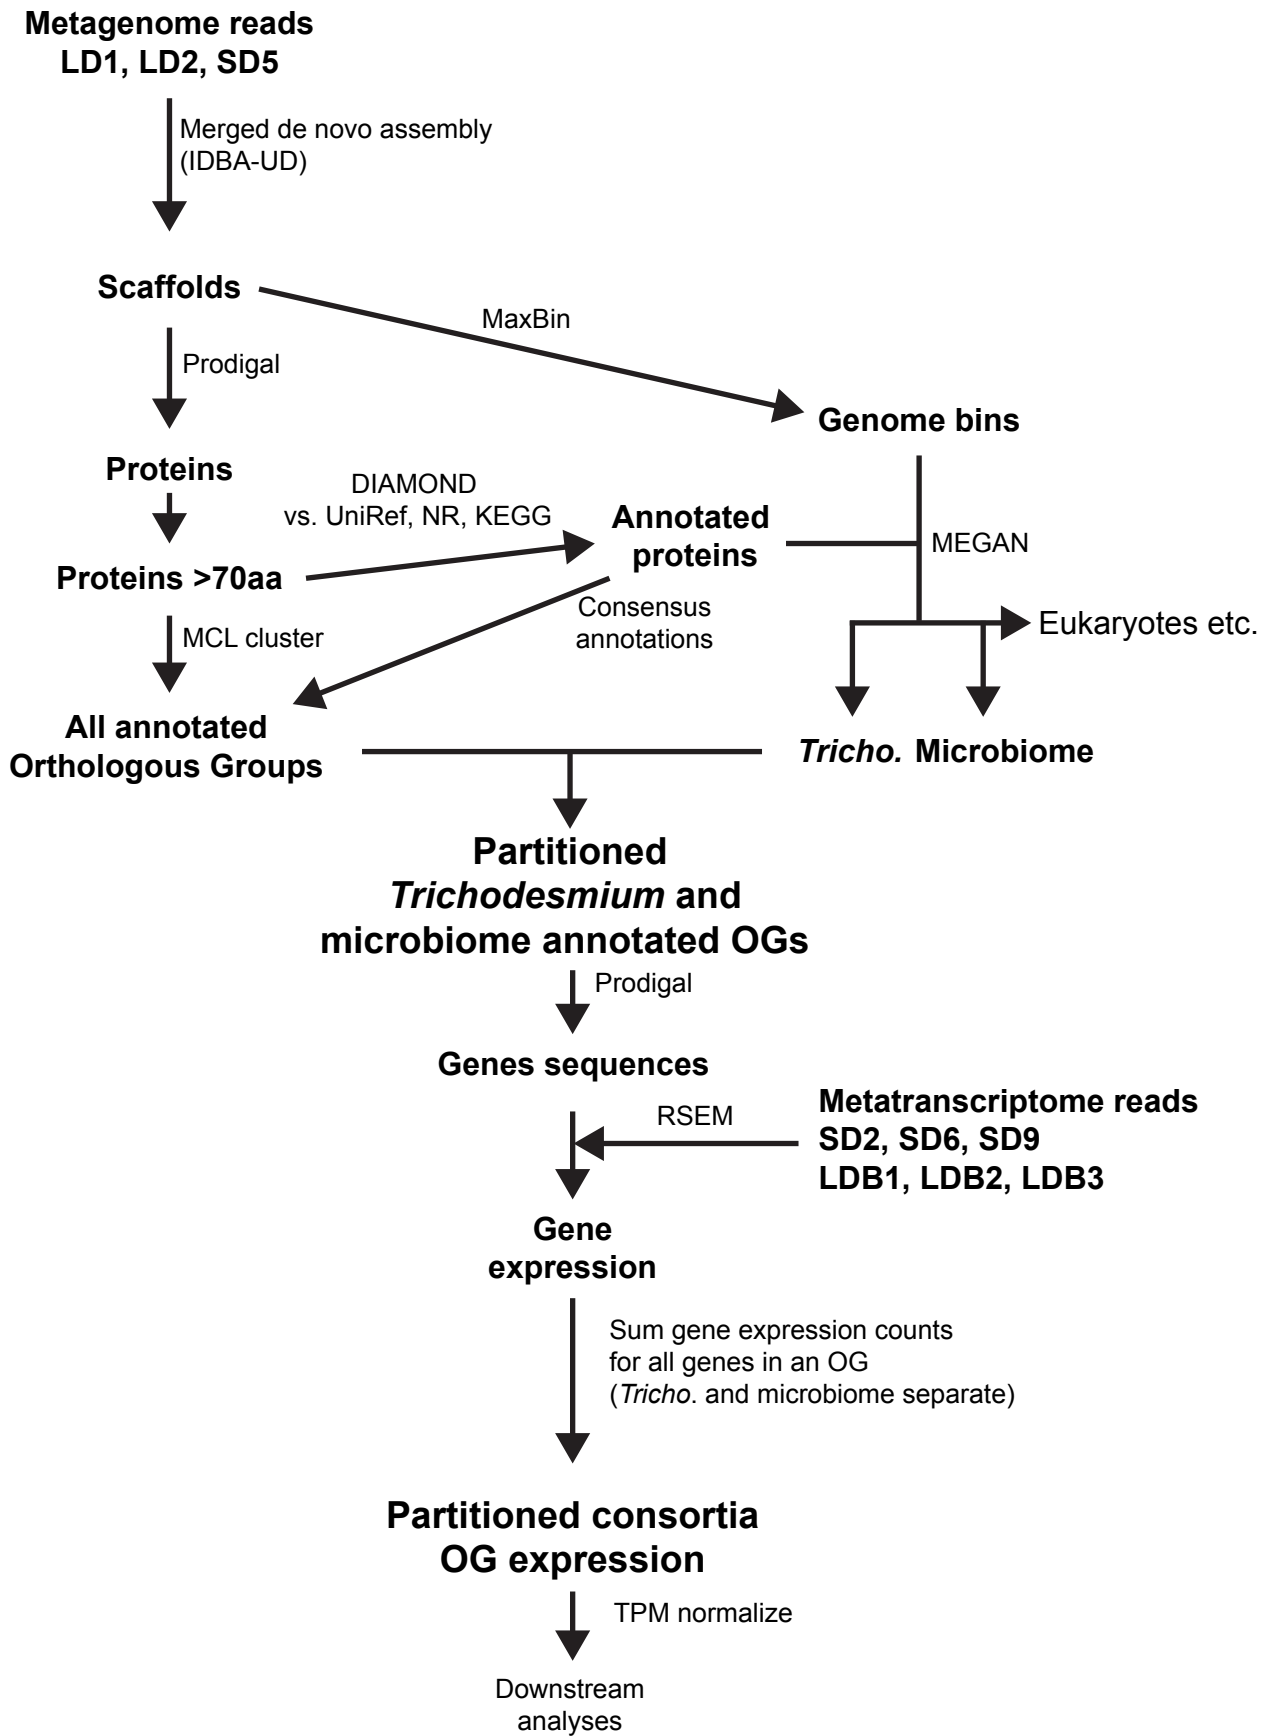 Metagenome reads
LD1, LD2, SD5
Merged de novo assembly
(IDBA-UD)
Scaffolds
MaxBin
Prodigal
Genome bins
Proteins
DIAMOND
vs. UniRef, NR, KEGG
Annotated
proteins
MEGAN
Proteins >70aa
Consensus
annotations
Eukaryotes etc.
MCL cluster
All annotated
Orthologous Groups
Tricho. Microbiome
Partitioned
Trichodesmium and
microbiome annotated OGs
Prodigal
Genes sequences
RSEM
Metatranscriptome reads
SD2, SD6, SD9
LDB1, LDB2, LDB3
Gene
expression
Sum gene expression counts
for all genes in an OG
(Tricho. and microbiome separate)
Partitioned consortia
OG expression
TPM normalize
Downstream
analyses